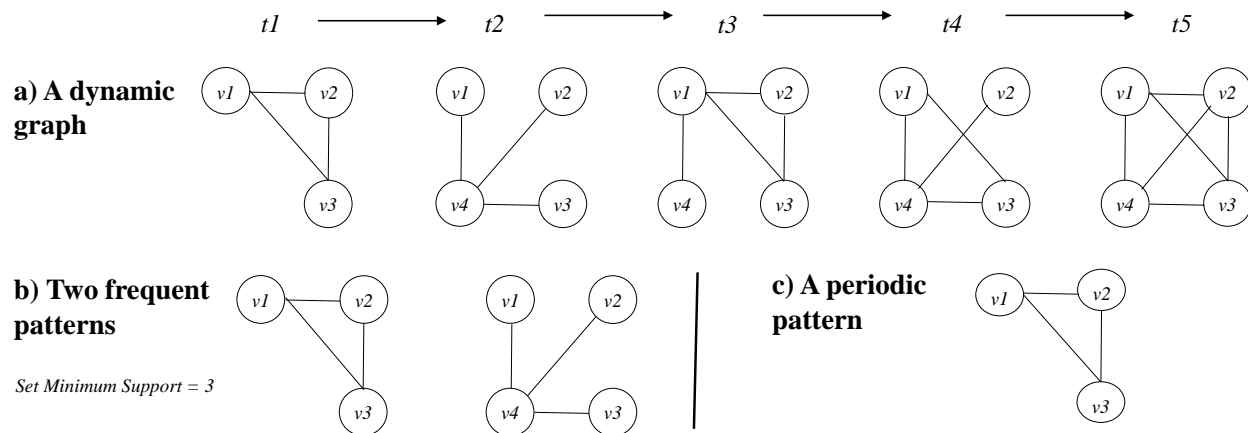 t1 t2 t3 t4 t5
a) A dynamic
graph
v1 v2 v1 v2 v1 v2 v1 v2 v1 v2
v3 v4 v3 v4 v3 v4 v3 v4 v3
b) Two frequent
patterns
Set Minimum Support = 3
v1 v2 v1 v2
v3 v4 v3
c) A periodic
pattern
v1 v2
v3